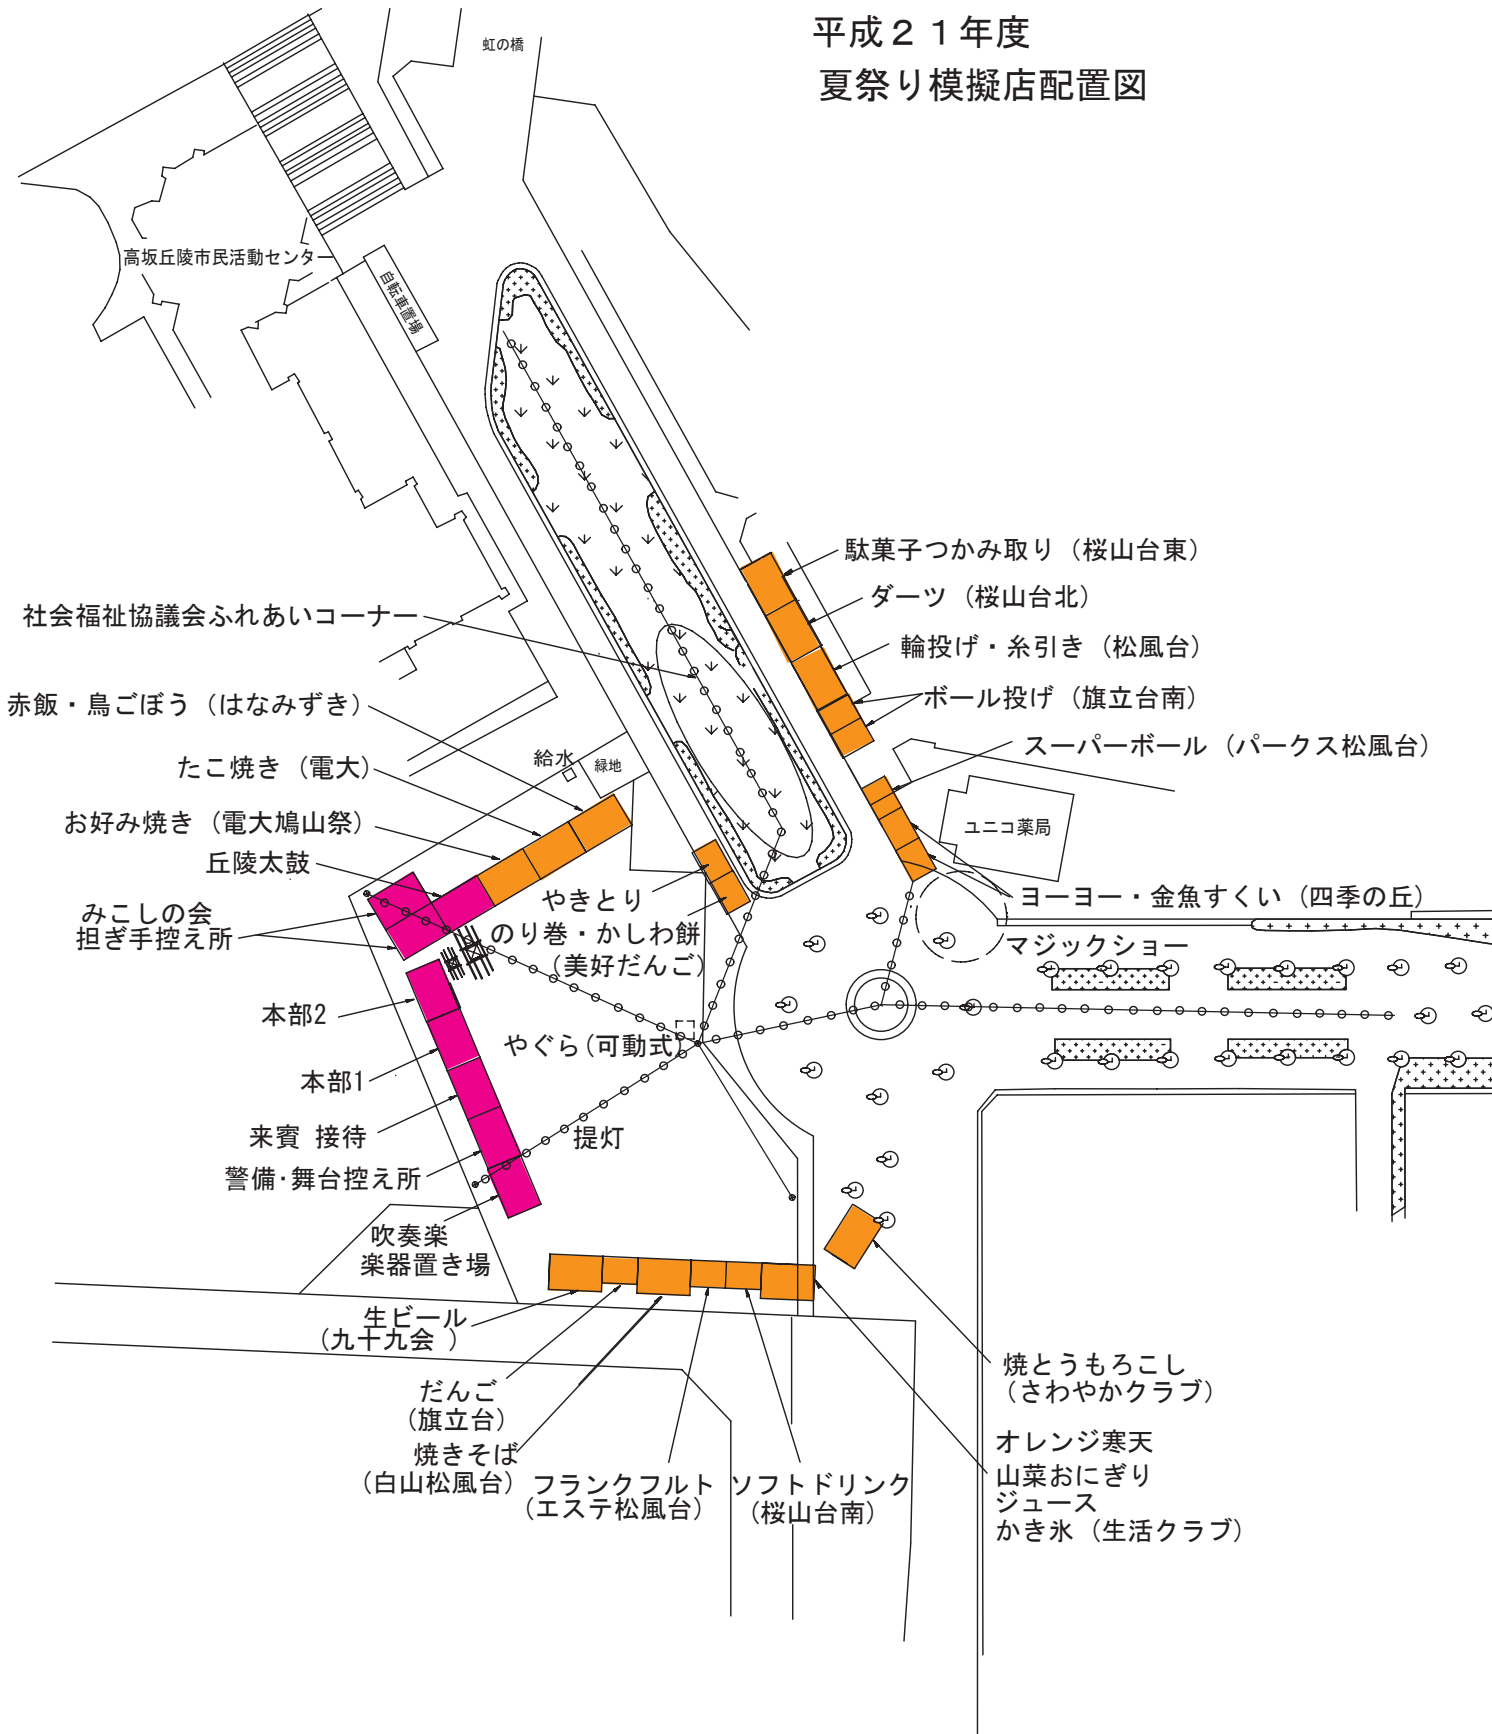 平成２１年度
夏祭り模擬店配置図
虹の橋
高坂丘陵市民活動センター
自転車置場
駄菓子つかみ取り（桜山台東）
ダーツ（桜山台北）
社会福祉協議会ふれあいコーナー
輪投げ・糸引き（松風台）
ボール投げ（旗立台南）
赤飯・鳥ごぼう（はなみずき）
スーパーボール（パークス松風台）
給水
緑地
たこ焼き（電大）
お好み焼き（電大鳩山祭）
ユニコ薬局
丘陵太鼓
ヨーヨー・金魚すくい（四季の丘）
やきとり
みこしの会
担ぎ手控え所
のり巻・かしわ餅
（美好だんご）
マジックショー
本部2
やぐら(可動式)
本部1
来賓 接待
提灯
警備･舞台控え所
吹奏楽
楽器置き場
生ビール
（九十九会 ）
焼とうもろこし
（さわやかクラブ）
だんご
（旗立台）
焼きそば
（白山松風台）
フランクフルト
（エステ松風台）
ソフトドリンク
（桜山台南）
オレンジ寒天
山菜おにぎり
ジュース
かき氷（生活クラブ）